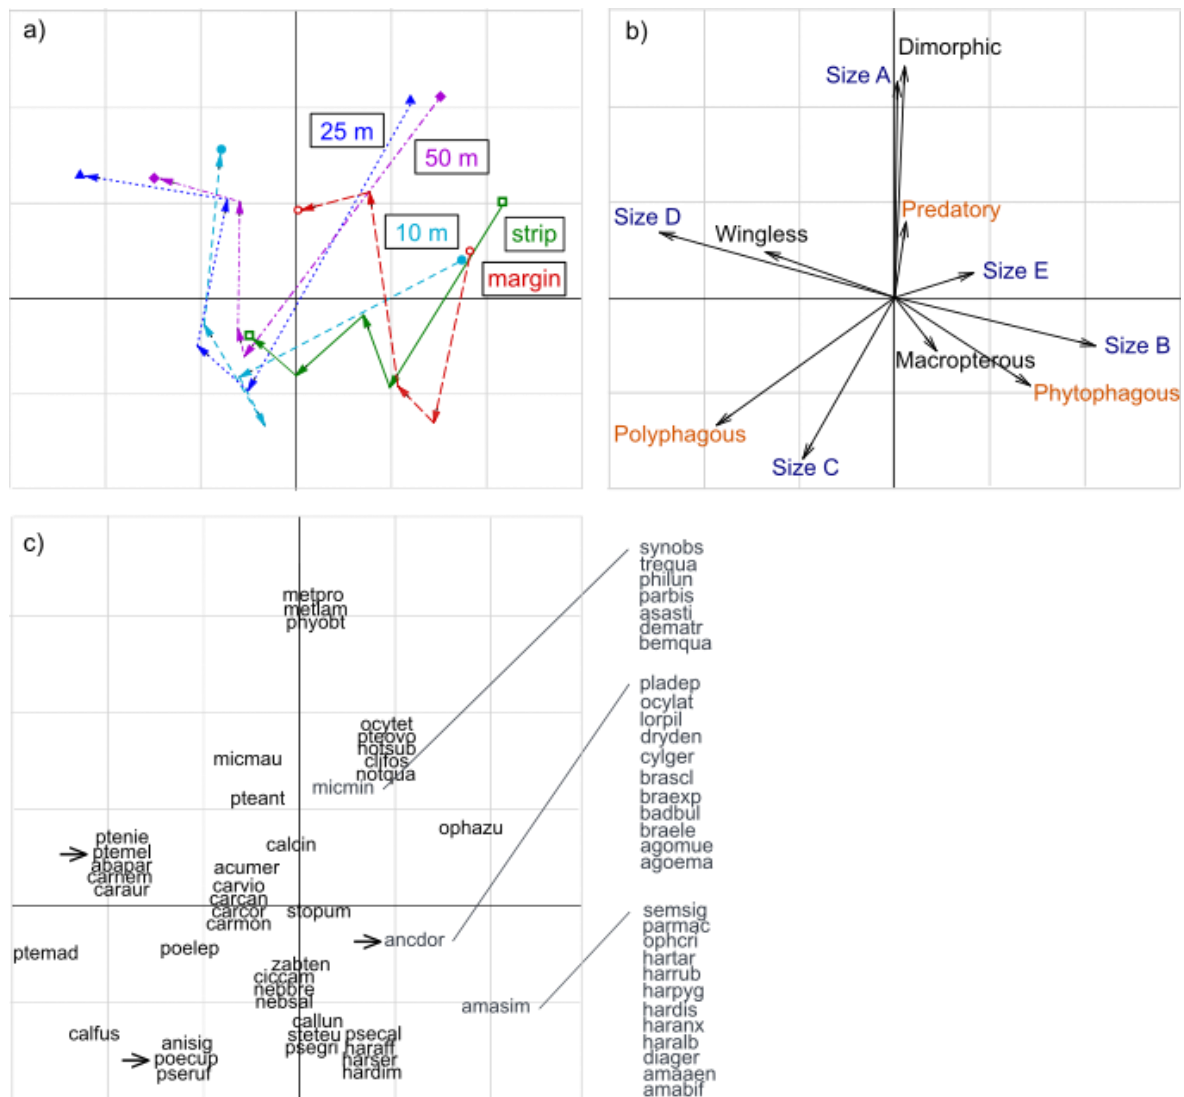 a)
25 m
50 m
10 m
strip
margin
b)
Dimorphic
Size A
Predatory
Size D
Wingless
Size E
Size B
Macropterous
Phytophagous
Polyphagous
Size C
c)
metpro
metlam
phyobt
ocytet
pteovo
notsub
clifos
notqua
micmau
micmin
pteant
ophazu
ptenie
ptemel
abapar
carnem
caraur
calcin
acumer
carvio
carcan
carcor
carmon
stopum
ancdor
ptemad
poelep
zabten
ciccam
nebbre
nebsal
amasim
calfus
anisig
poecup
pseruf
callun
steteu
psegri
psecal
haraff
harser
hardim
synobs
trequa
philun
parbis
asasti
dematr
bemqua
pladep
ocylat
lorpil
dryden
cylger
brascl
braexp
badbul
braele
agomue
agoema
semsig
parmac
ophcri
hartar
harrub
harpyg
hardis
haranx
haralb
diager
amaaen
amabif